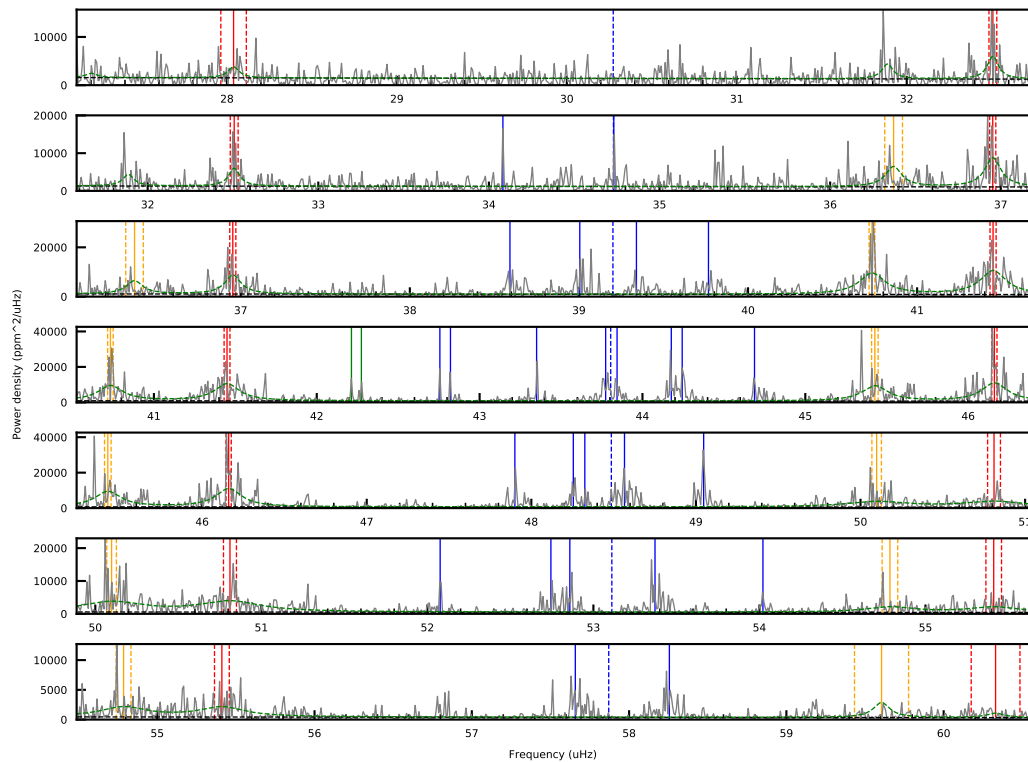 10000
0
28 29 30 31 32
20000
10000
0
32 33 34 35 36 37
20000
0
37 38 39 40 41
40000
20000
0
41 42 43 44 45 46
Power density (ppm^2/uHz)
40000
20000
0
46 47 48 49 50 51
20000
10000
0
50 51 52 53 54 55
10000
5000
0
55 56 57 58 59 60
Frequency (uHz)